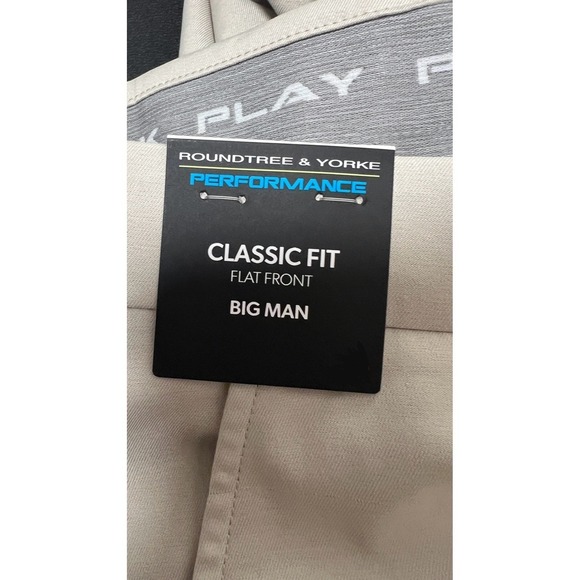 PLAY
ROUNDTREE & YORKE
PERFORMANCE
CLASSIC FIT
FLAT FRONT
BIG MAN